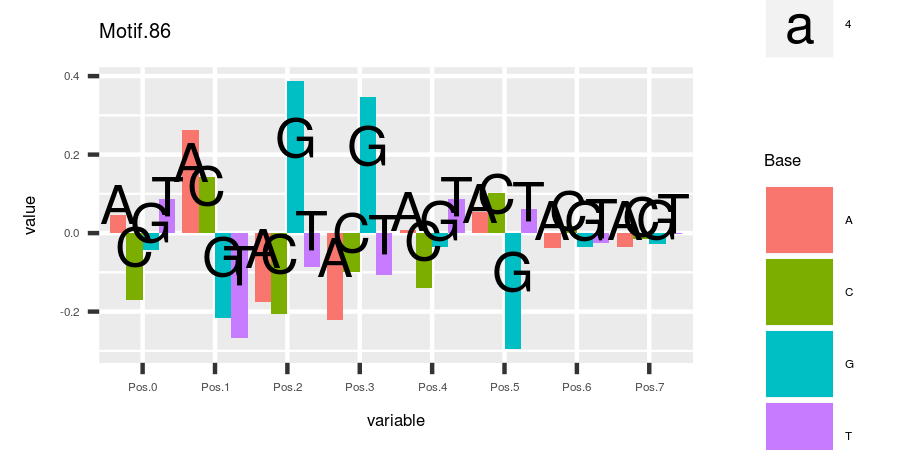 Motif.86
a 4
0.4
0.2
0.0
-0.2
value
A C G T A C G T A C G T A C G T A C G T A C G T A C G T A C G T
Pos.0 Pos.1 Pos.2 Pos.3 Pos.4 Pos.5 Pos.6 Pos.7
variable
Base
A
C
G
T